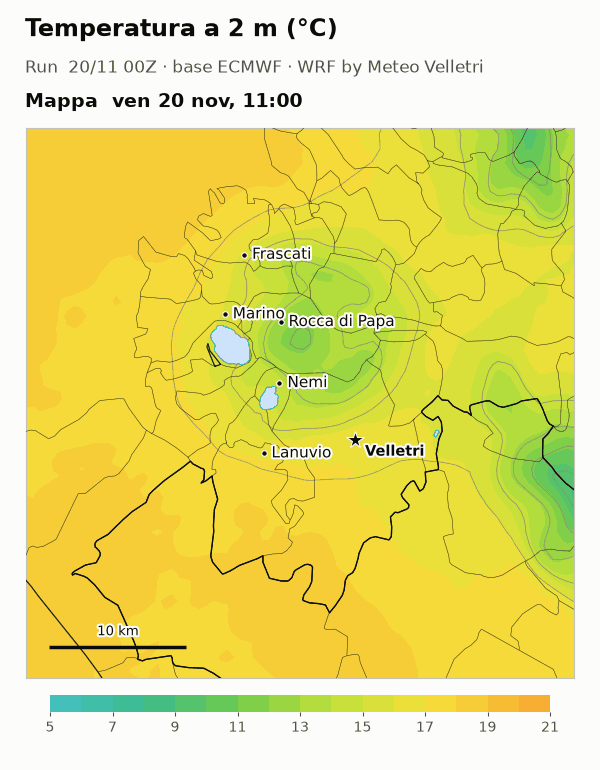 Temperatura a 2 m (°C)
Run  20/11 00Z · base ECMWF · WRF by Meteo Velletri
Mappa  ven 20 nov, 11:00
Frascati
Marino
Rocca di Papa
Nemi
Velletri
Lanuvio
10 km
5 7 9 11 13 15 17 19 21